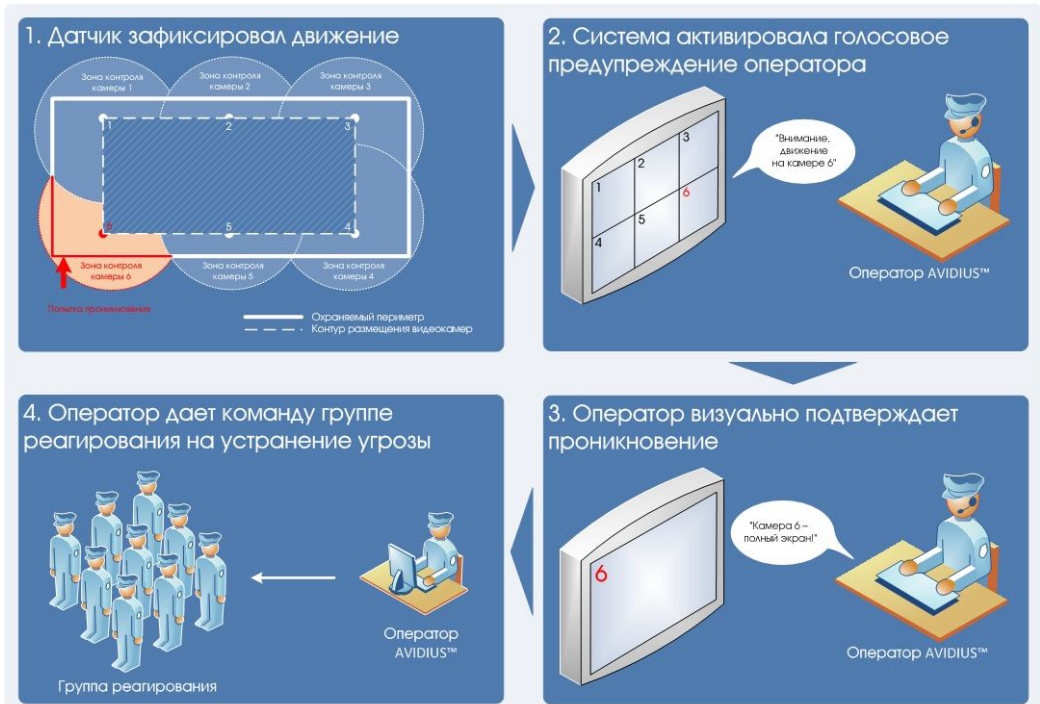 1. Датчик зафиксировал движение
Зона контроля
камеры 1
Зона контроля
камеры 2
Зона контроля
камеры 3
1
2
3
6
5
4
Зона контроля
камеры 6
Зона контроля
камеры 5
Зона контроля
камеры 4
Попытка проникновения
Охраняемый периметр
Контур размещения видеокамер
2. Система активировала голосовое
предупреждение оператора
1
2
3
4
5
6
"Внимание,
движение
на камере 6"
Оператор AVIDIUS™
4. Оператор дает команду группе
реагирования на устранение угрозы
Группа реагирования
Оператор
AVIDIUS™
3. Оператор визуально подтверждает
проникновение
6
"Камера 6 –
полный экран!"
Оператор AVIDIUS™